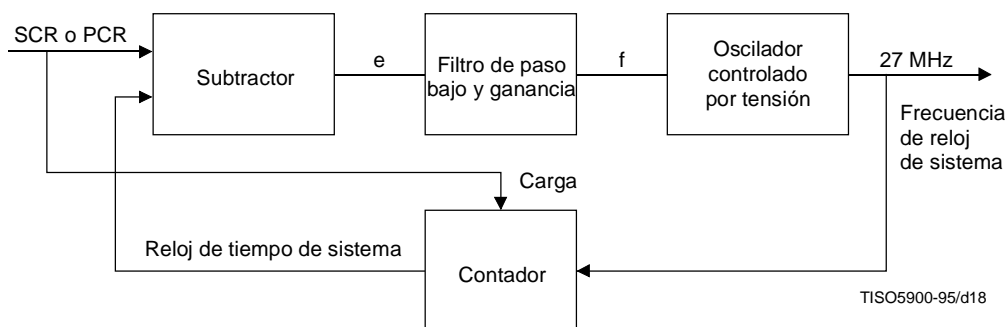 SCR o PCR
Subtractor
e
Filtro de paso
bajo y ganancia
f
Oscilador
controlado
por tensión
27 MHz
Frecuencia
de reloj
de sistema
Carga
Reloj de tiempo de sistema
Contador
TISO5900-95/d18